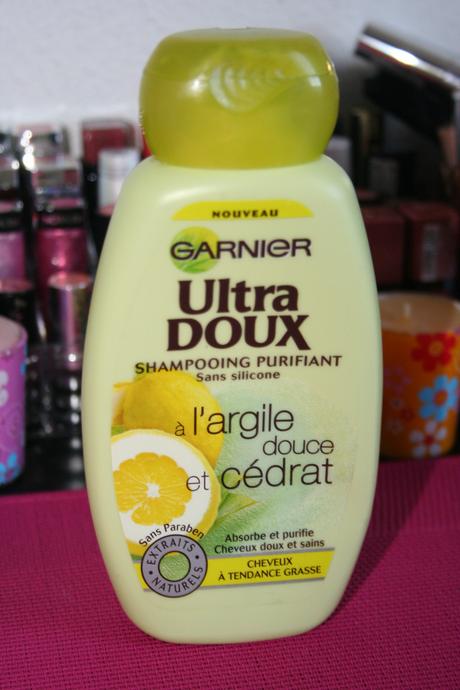 NOUVEAU
GARNIER
Ultra
DOUX
SHAMPOOING PURIFIANT
Sans silicone
à l'argile
douce
et cédrat
Sans Paraben
EXTRAITS
NATURELS
Absorbe et purifie
Cheveux doux et sains
CHEVEUX
À TENDANCE GRASSE